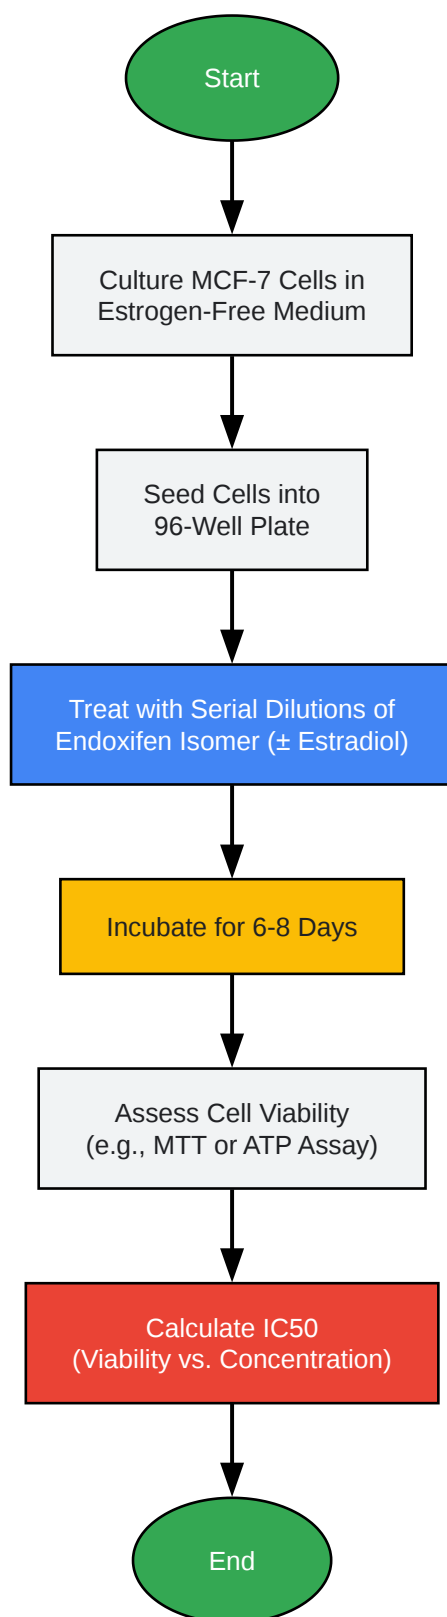 Start
Culture MCF-7 Cells in
Estrogen-Free Medium
Seed Cells into
96-Well Plate
Treat with Serial Dilutions of
Endoxifen Isomer (± Estradiol)
Incubate for 6-8 Days
Assess Cell Viability
(e.g., MTT or ATP Assay)
Calculate IC50
(Viability vs. Concentration)
End